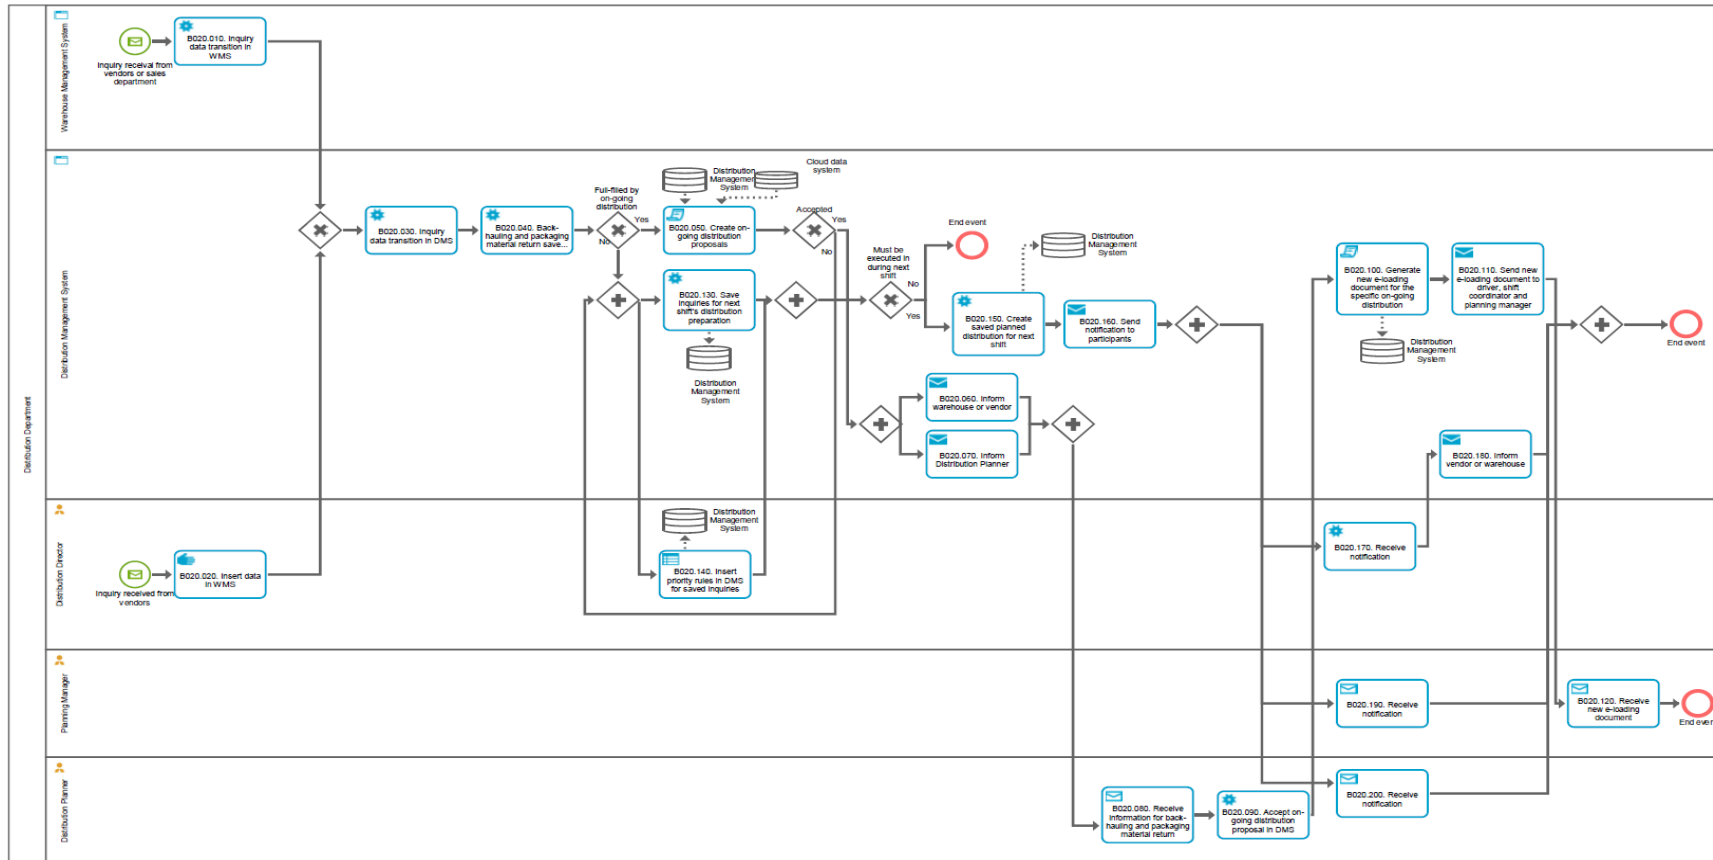 Distribution Department
Warehouse Management System
Inquiry receival from
vendors or sales
department
B020.010. Inquiry
data transition in
WMS
Distribution Management System
B020.030. Inquiry
data transition in DMS
B020.040. Back-
hauling and packaging
material return save...
Full-filled by
on-going
distribution
Yes
No
Distribution
Management
System
Cloud data
system
B020.050. Create on-
going distribution
proposals
Accepted
Yes
No
B020.130. Save
inquiries for next
shift's distribution
preparation
Distribution
Management
System
Must be
executed in
during next
shift
No
Yes
End event
B020.150. Create
saved planned
distribution for next
shift
Distribution
Management
System
B020.160. Send
notification to
participants
B020.060. Inform
warehouse or vendor
B020.070. Inform
Distribution Planner
B020.100. Generate
new e-loading
document for the
specific on-going
distribution
B020.110. Send new
e-loading document to
driver, shift
coordinator and
planning manager
Distribution
Management
System
End event
B020.180. Inform
vendor or warehouse
Distribution Director
Inquiry received from
vendors
B020.020. Insert data
in WMS
Distribution
Management
System
B020.140. Insert
priority rules in DMS
for saved inquiries
B020.170. Receive
notification
Planning Manager
B020.190. Receive
notification
B020.120. Receive
new e-loading
document
End event
Distribution Planner
B020.080. Receive
information for back-
hauling and packaging
material return
B020.090. Accept on-
going distribution
proposal in DMS
B020.200. Receive
notification